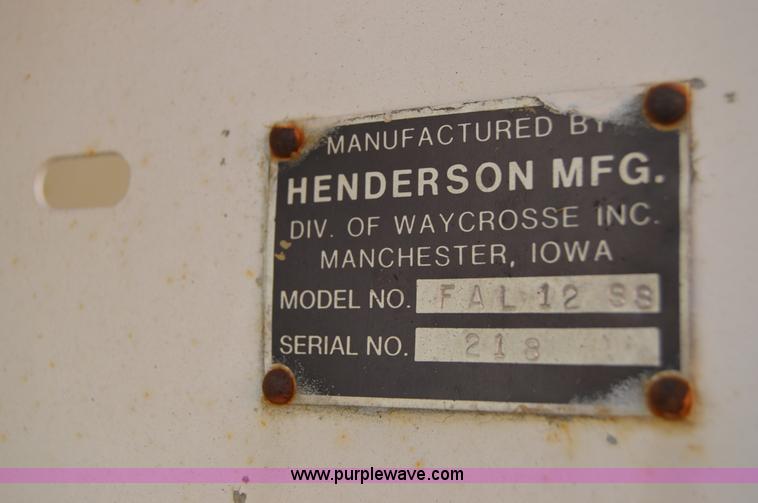 MANUFACTURED BY
HENDERSON MFG.
DIV. OF WAYCROSSE INC.
MANCHESTER, IOWA
MODEL NO. FAL 12 SS
SERIAL NO. 218
www.purplewave.com